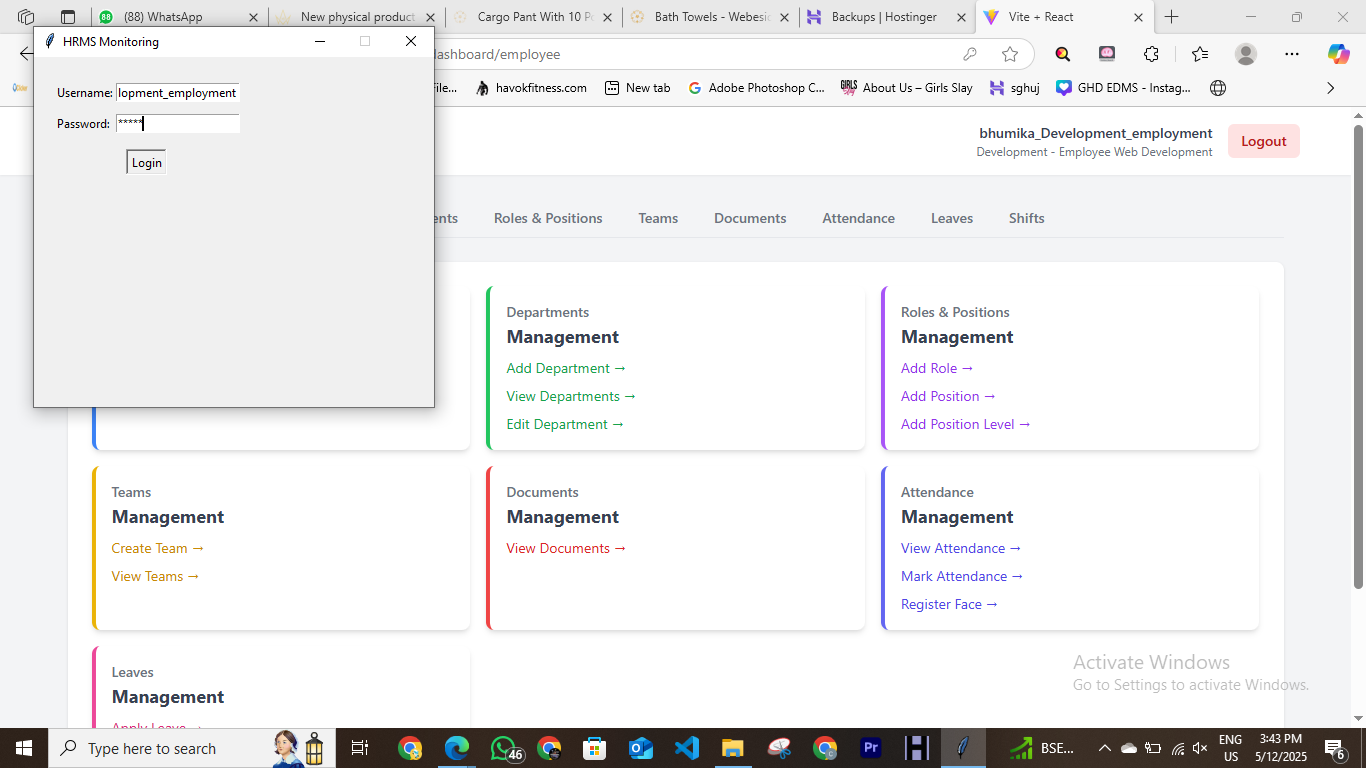 (88) WhatsApp
New physical product
Cargo Pant With 10 Po
Bath Towels - Webesic
Backups | Hostinger
Vite + React
HRMS Monitoring
dashboard/employee
File...
havokfitness.com
New tab
Adobe Photoshop C...
About Us – Girls Slay
sghuj
GHD EDMS - Instag...
Username: lopment_employment
Password: *****
Login
bhumika_Development_employment
Development - Employee Web Development
Logout
ents
Roles & Positions
Teams
Documents
Attendance
Leaves
Shifts
Departments
Management
Add Department →
View Departments →
Edit Department →
Roles & Positions
Management
Add Role →
Add Position →
Add Position Level →
Teams
Management
Create Team →
View Teams →
Documents
Management
View Documents →
Attendance
Management
View Attendance →
Mark Attendance →
Register Face →
Leaves
Management
Apply Leave →
Activate Windows
Go to Settings to activate Windows.
Type here to search
46
Pr
BSE...
ENG
US
3:43 PM
5/12/2025
6